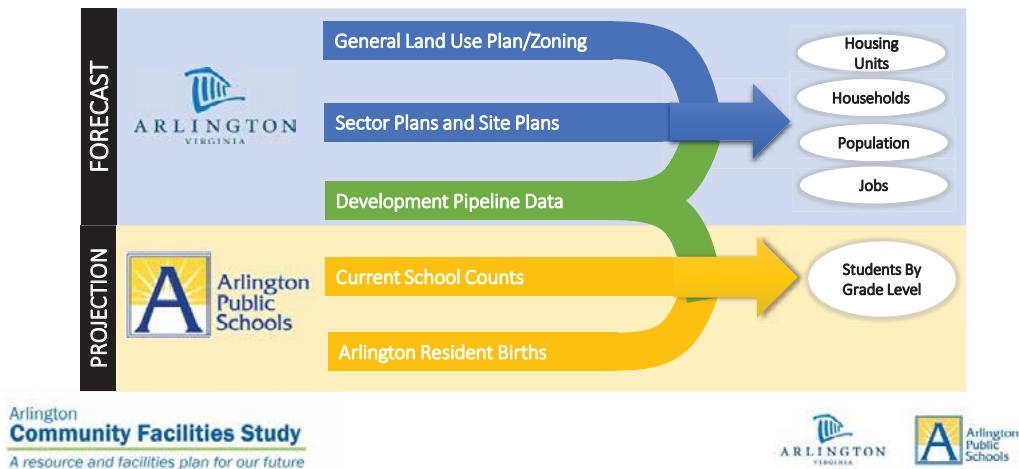 FORECAST
ARLINGTON
VIRGINIA
General Land Use Plan/Zoning
Sector Plans and Site Plans
Development Pipeline Data
Housing
Units
Households
Population
Jobs
PROJECTION
A
Arlington
Public
Schools
Current School Counts
Arlington Resident Births
Students By
Grade Level
Arlington
Community Facilities Study
A resource and facilities plan for our future
ARLINGTON
VIRGINIA
A
Arlington
Public
Schools